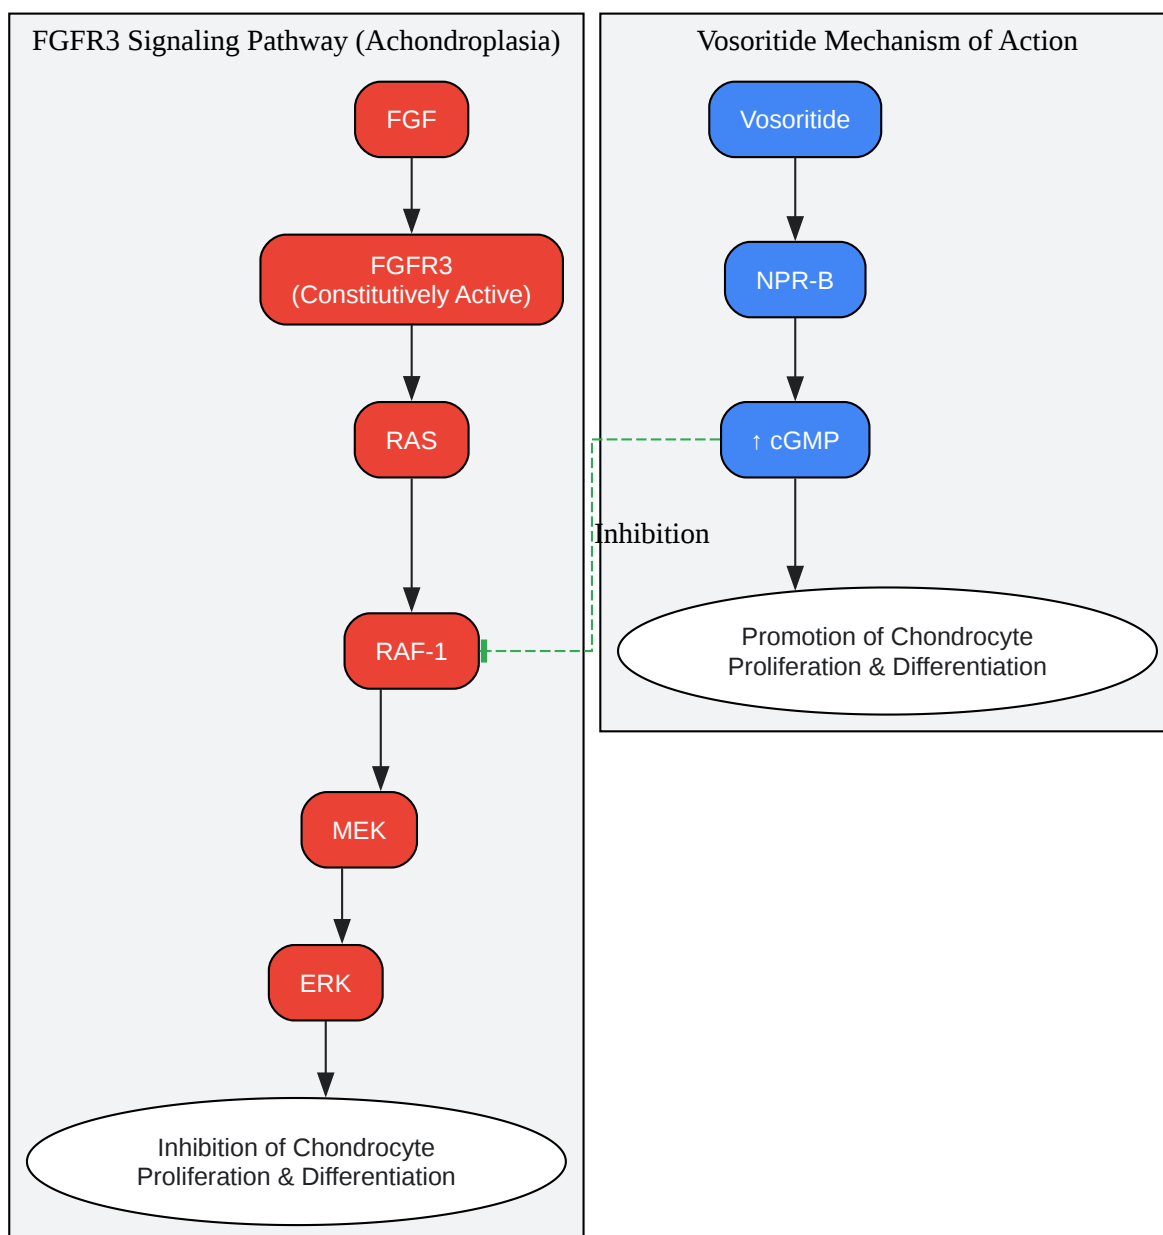 FGFR3 Signaling Pathway (Achondroplasia)
FGF
FGFR3
(Constitutively Active)
RAS
RAF-1
MEK
ERK
Inhibition of Chondrocyte
Proliferation & Differentiation
Vosoritide Mechanism of Action
Vosoritide
NPR-B
↑ cGMP
Inhibition
Promotion of Chondrocyte
Proliferation & Differentiation